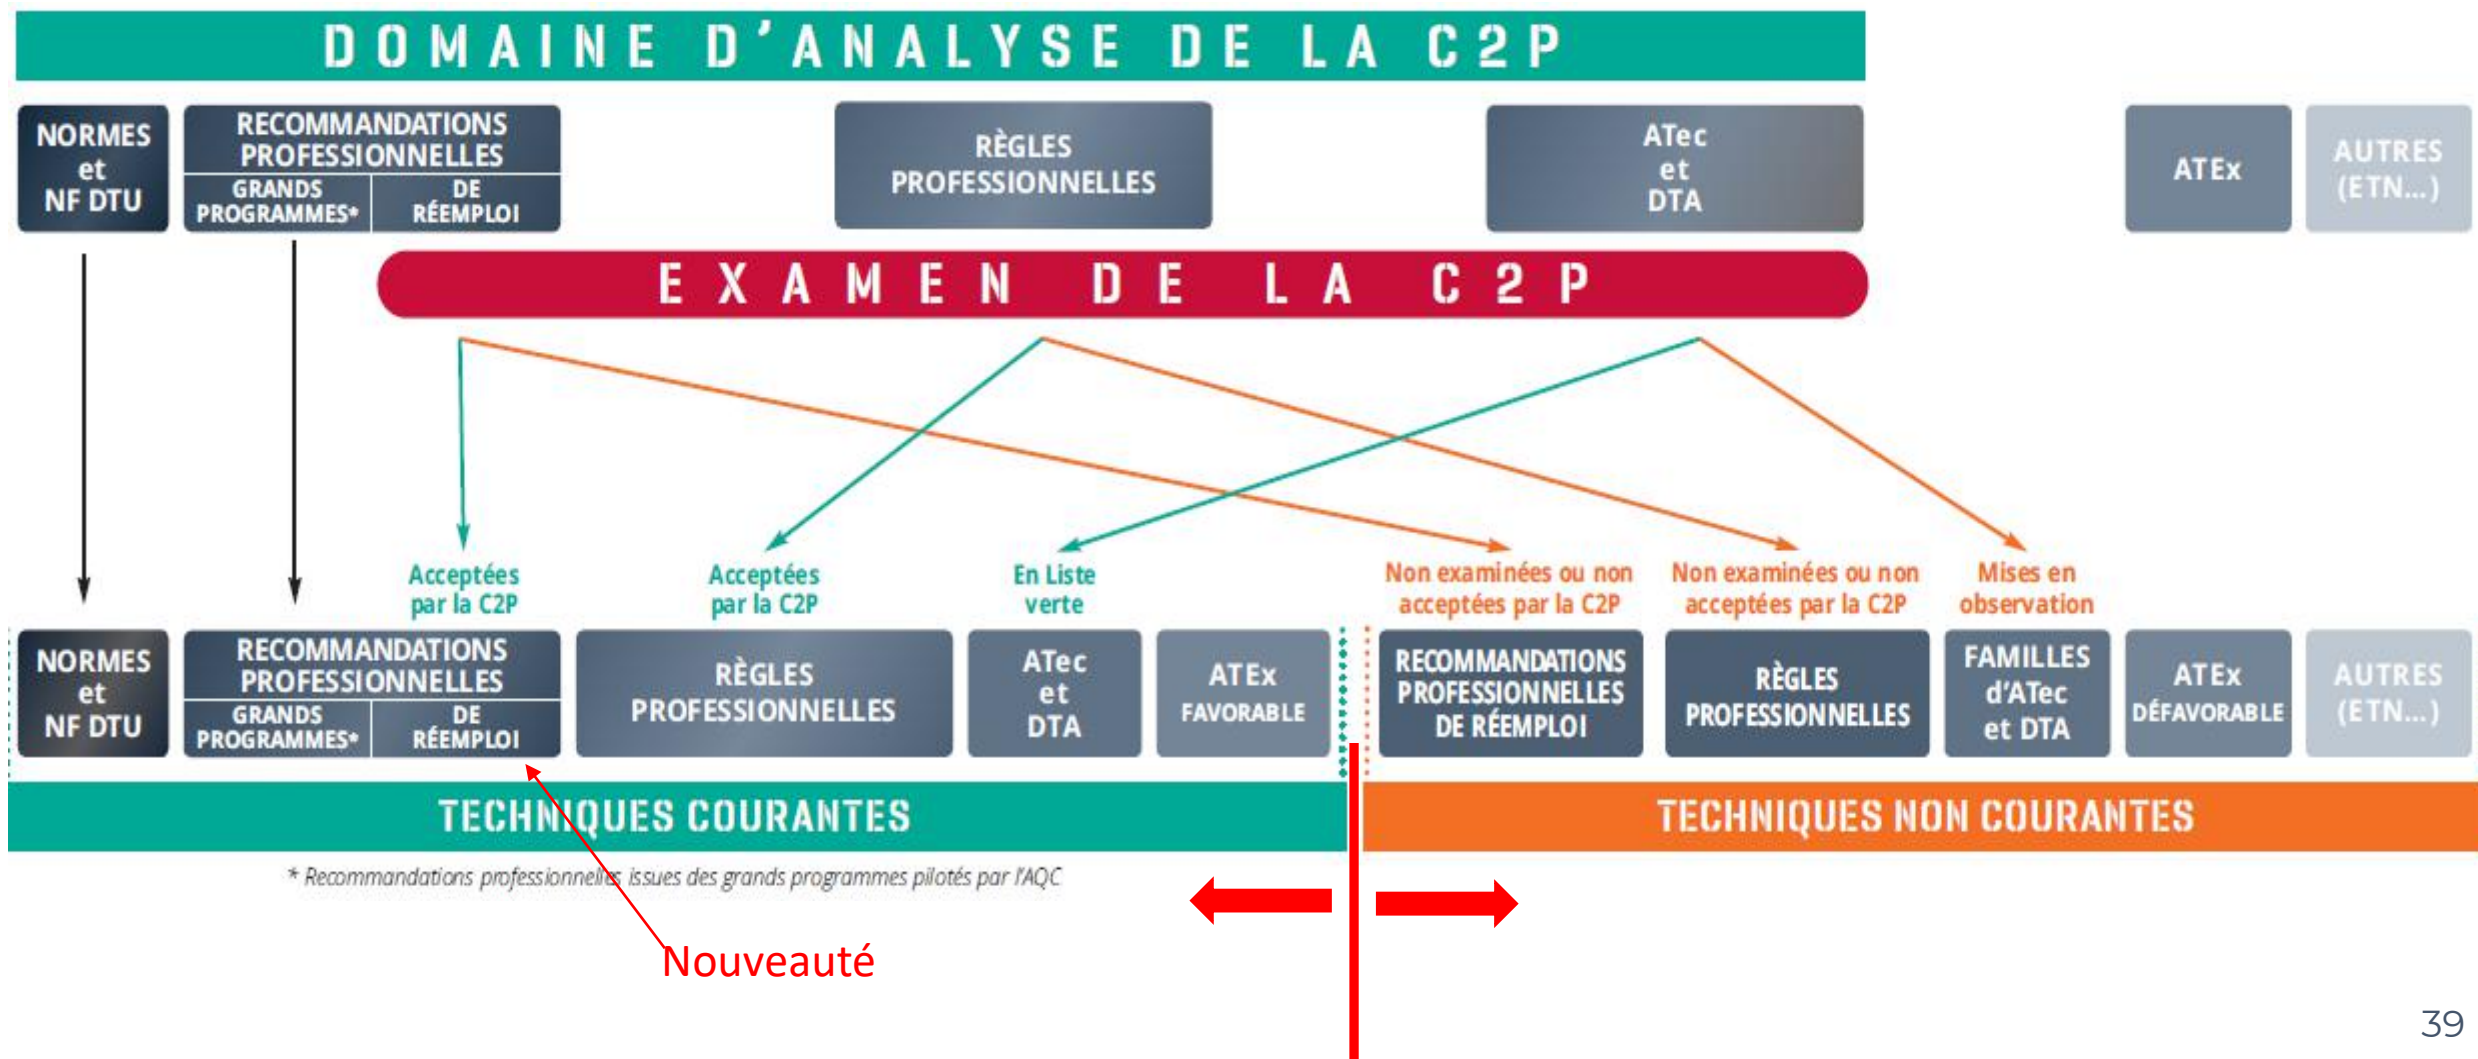 DOMAINE D'ANALYSE DE LA C2P
NORMES
et
NF DTU
RECOMMANDATIONS
PROFESSIONNELLES
GRANDS
PROGRAMMES*
DE
RÉEMPLOI
RÈGLES
PROFESSIONNELLES
ATec
et
DTA
ATEx
AUTRES
(ETN...)
EXAMEN DE LA C2P
Acceptées
par la C2P
Acceptées
par la C2P
En Liste
verte
Non examinées ou non
acceptées par la C2P
Non examinées ou non
acceptées par la C2P
Mises en
observation
NORMES
et
NF DTU
RECOMMANDATIONS
PROFESSIONNELLES
GRANDS
PROGRAMMES*
DE
RÉEMPLOI
RÈGLES
PROFESSIONNELLES
ATec
et
DTA
ATEx
FAVORABLE
RECOMMANDATIONS
PROFESSIONNELLES
DE RÉEMPLOI
RÈGLES
PROFESSIONNELLES
FAMILLES
d'ATec
et DTA
ATEx
DÉFAVORABLE
AUTRES
(ETN...)
TECHNIQUES COURANTES
TECHNIQUES NON COURANTES
* Recommandations professionnelles issues des grands programmes pilotés par l'AQC
Nouveauté
39